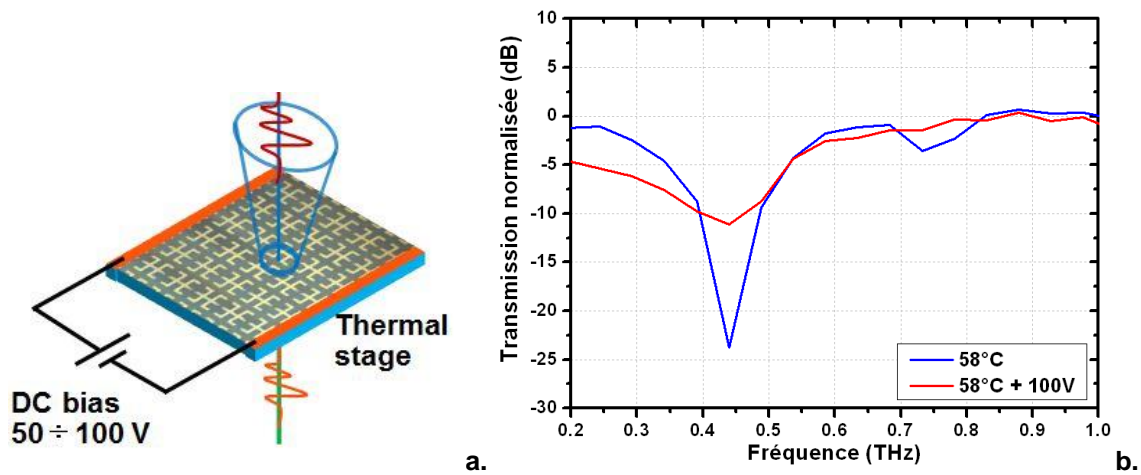 Thermal
stage
DC bias
50 ÷ 100 V
a.
Transmission normalisée (dB)
10
5
0
-5
-10
-15
-20
-25
-30
58°C
58°C + 100V
0.2 0.3 0.4 0.5 0.6 0.7 0.8 0.9 1.0
Fréquence (THz)
b.